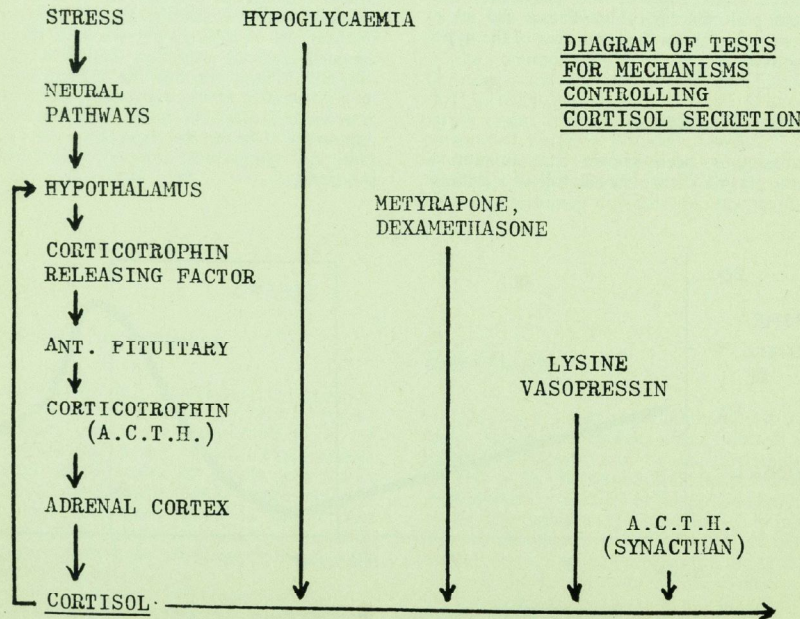 STRESS
HYPOGLYCAEMIA
DIAGRAM OF TESTS
FOR MECHANISMS
CONTROLLING
CORTISOL SECRETION
NEURAL
PATHWAYS
HYPOTHALAMUS
METYRAPONE,
DEXAMETHASONE
CORTICOTROPHIN
RELEASING FACTOR
ANT. PITUITARY
LYSINE
VASOPRESSIN
CORTICOTROPHIN
(A.C.T.H.)
ADRENAL CORTEX
A.C.T.H.
(SYNACTHAN)
CORTISOL